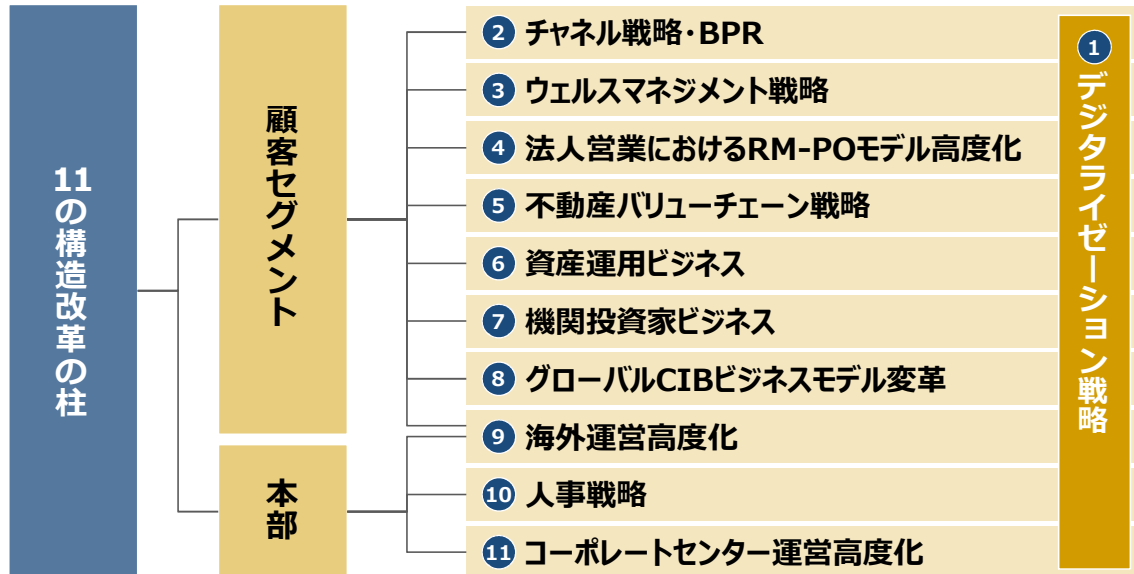 11の構造改革の柱
顧客セグメント
本部
② チャネル戦略・BPR
③ ウェルスマネジメント戦略
④ 法人営業におけるRM-POモデル高度化
⑤ 不動産バリューチェーン戦略
⑥ 資産運用ビジネス
⑦ 機関投資家ビジネス
⑧ グローバルCIBビジネスモデル変革
⑨ 海外運営高度化
⑩ 人事戦略
⑪ コーポレートセンター運営高度化
① デジタライゼーション戦略